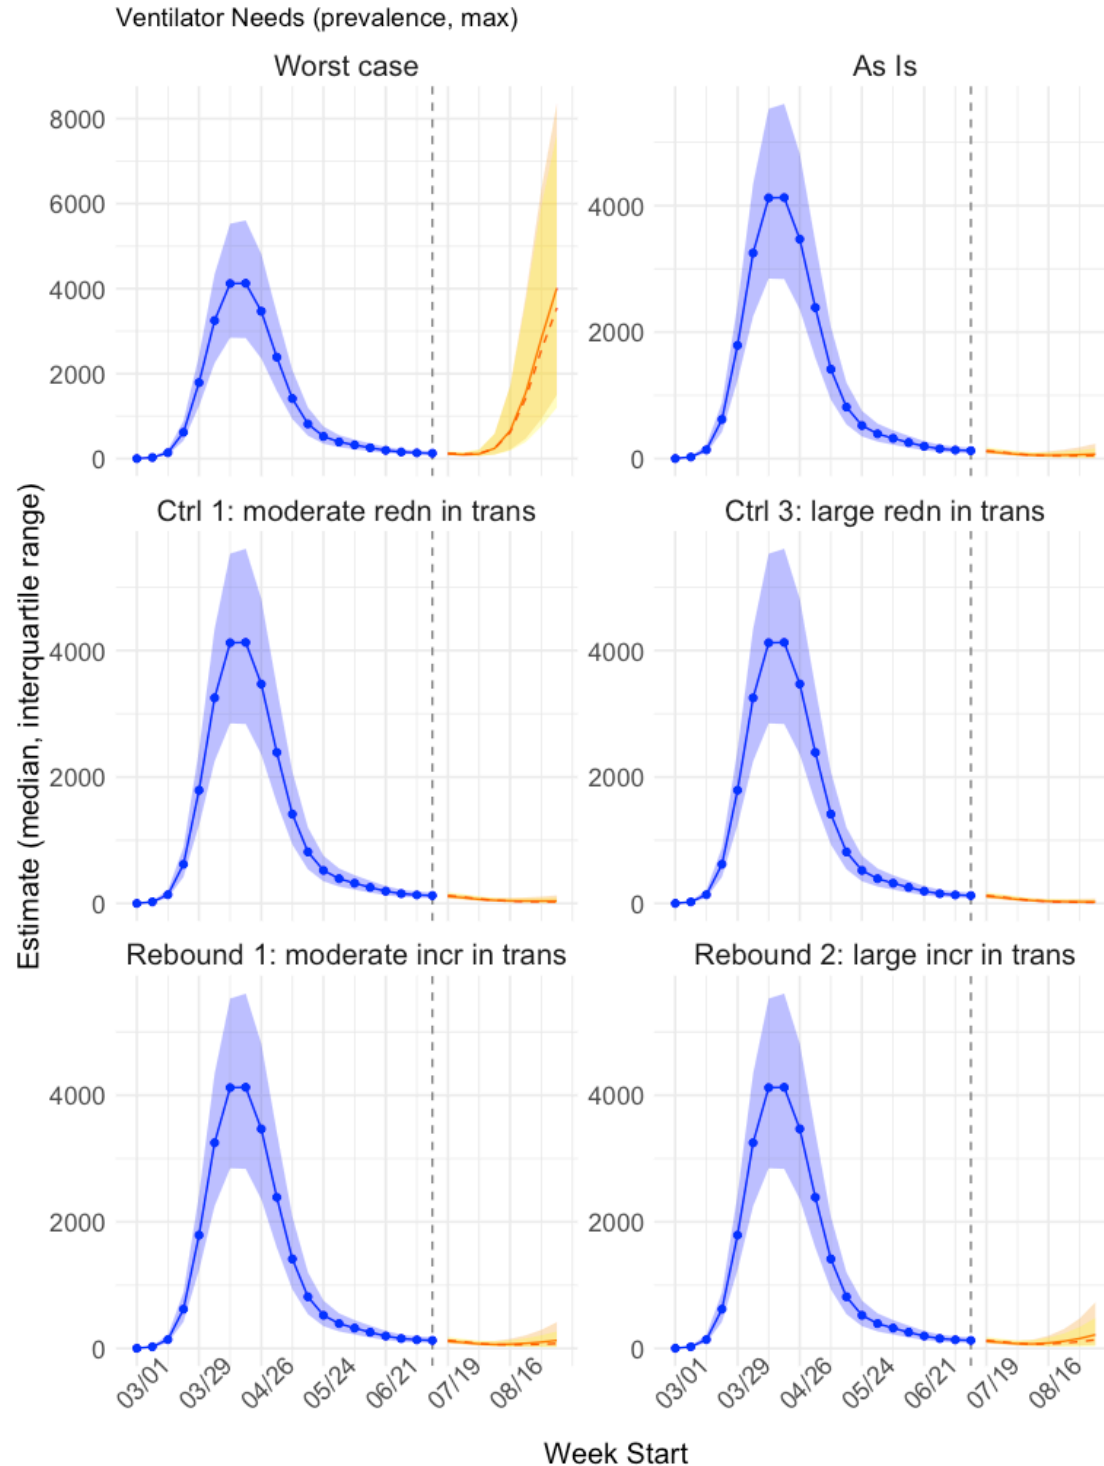 Ventilator Needs (prevalence, max)
Worst case
As Is
8000
6000
4000
2000
0
4000
2000
0
Estimate (median, interquartile range)
Ctrl 1: moderate redn in trans
Ctrl 3: large redn in trans
4000
2000
0
4000
2000
0
Rebound 1: moderate incr in trans
Rebound 2: large incr in trans
4000
2000
0
4000
2000
0
03/01 03/29 04/26 05/24 06/21 07/19 08/16
03/01 03/29 04/26 05/24 06/21 07/19 08/16
Week Start